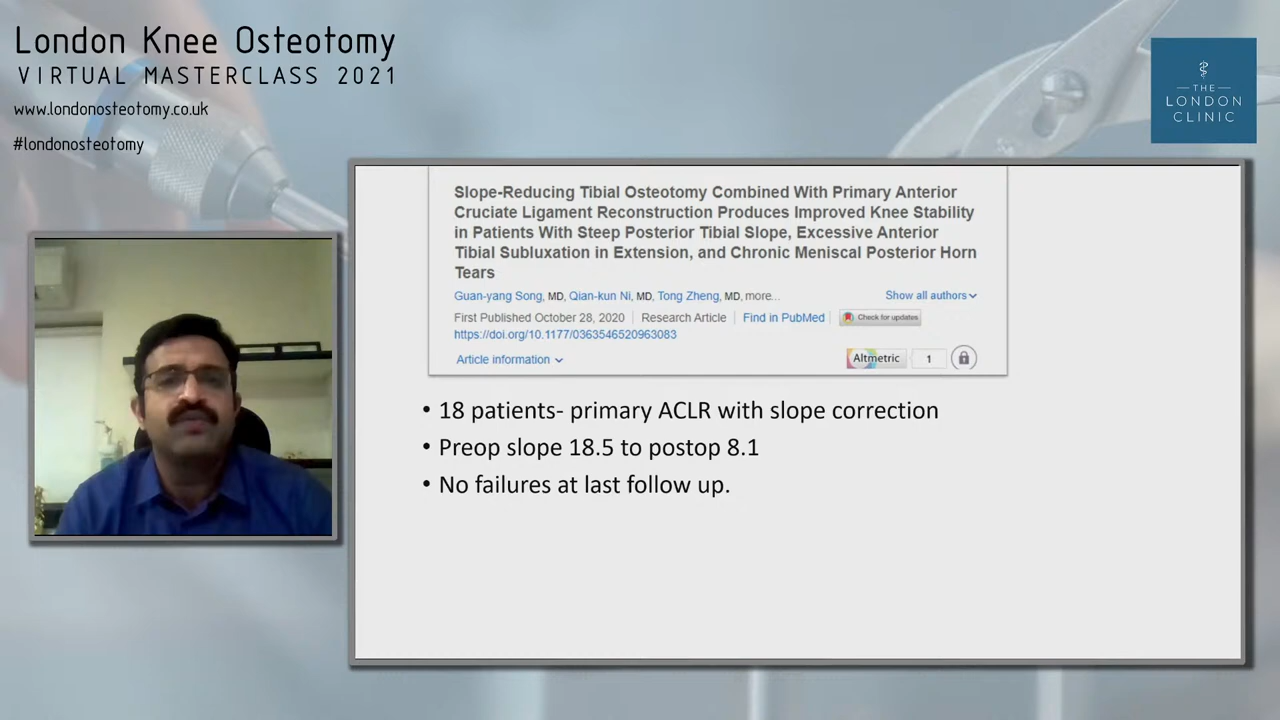 London Knee Osteotomy
VIRTUAL MASTERCLASS 2021
www.londonosteotomy.co.uk
#londonosteotomy
THE
LONDON
CLINIC
Slope-Reducing Tibial Osteotomy Combined With Primary Anterior
Cruciate Ligament Reconstruction Produces Improved Knee Stability
in Patients With Steep Posterior Tibial Slope, Excessive Anterior
Tibial Subluxation in Extension, and Chronic Meniscal Posterior Horn
Tears
Guan-yang Song, MD, Qian-kun Ni, MD, Tong Zheng, MD, more... Show all authors
First Published October 28, 2020 | Research Article | Find in PubMed Check for updates
https://doi.org/10.1177/0363546520963083
Article information Altmetric 1
• 18 patients- primary ACLR with slope correction
• Preop slope 18.5 to postop 8.1
• No failures at last follow up.